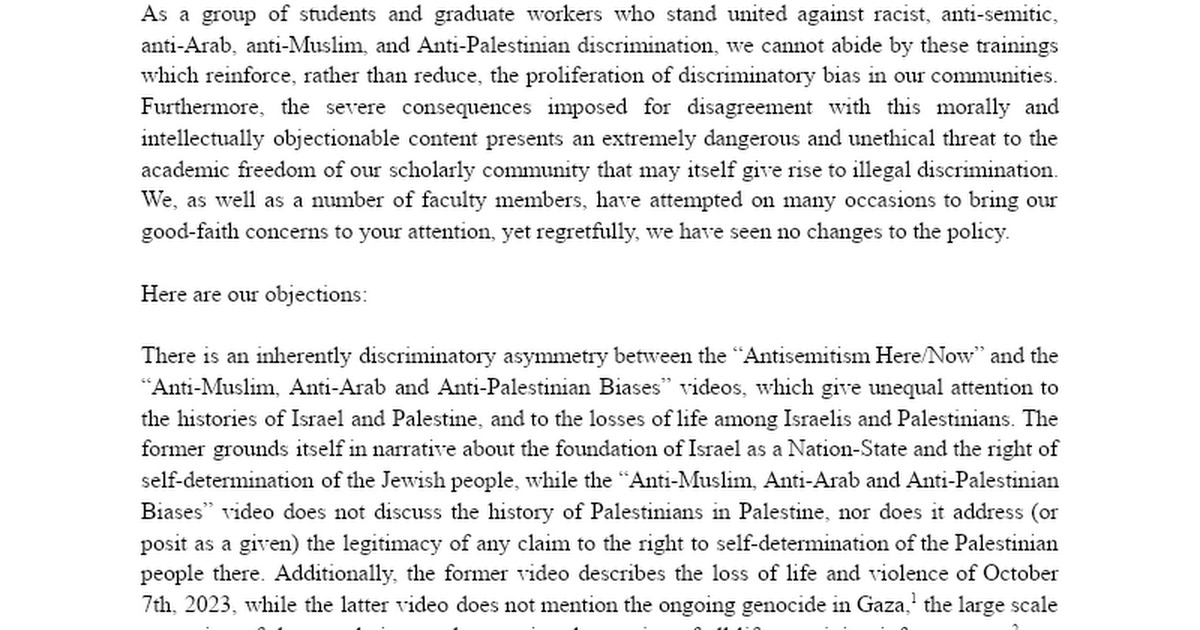 As a group of students and graduate workers who stand united against racist, anti-semitic,
anti-Arab, anti-Muslim, and Anti-Palestinian discrimination, we cannot abide by these trainings
which reinforce, rather than reduce, the proliferation of discriminatory bias in our communities.
Furthermore, the severe consequences imposed for disagreement with this morally and
intellectually objectionable content presents an extremely dangerous and unethical threat to the
academic freedom of our scholarly community that may itself give rise to illegal discrimination.
We, as well as a number of faculty members, have attempted on many occasions to bring our
good-faith concerns to your attention, yet regretfully, we have seen no changes to the policy.
Here are our objections:
There is an inherently discriminatory asymmetry between the “Antisemitism Here/Now” and the
“Anti-Muslim, Anti-Arab and Anti-Palestinian Biases” videos, which give unequal attention to
the histories of Israel and Palestine, and to the losses of life among Israelis and Palestinians. The
former grounds itself in narrative about the foundation of Israel as a Nation-State and the right of
self-determination of the Jewish people, while the “Anti-Muslim, Anti-Arab and Anti-Palestinian
Biases” video does not discuss the history of Palestinians in Palestine, nor does it address (or
posit as a given) the legitimacy of any claim to the right to self-determination of the Palestinian
people there. Additionally, the former video describes the loss of life and violence of October
7th, 2023, while the latter video does not mention the ongoing genocide in Gaza,¹ the large scale